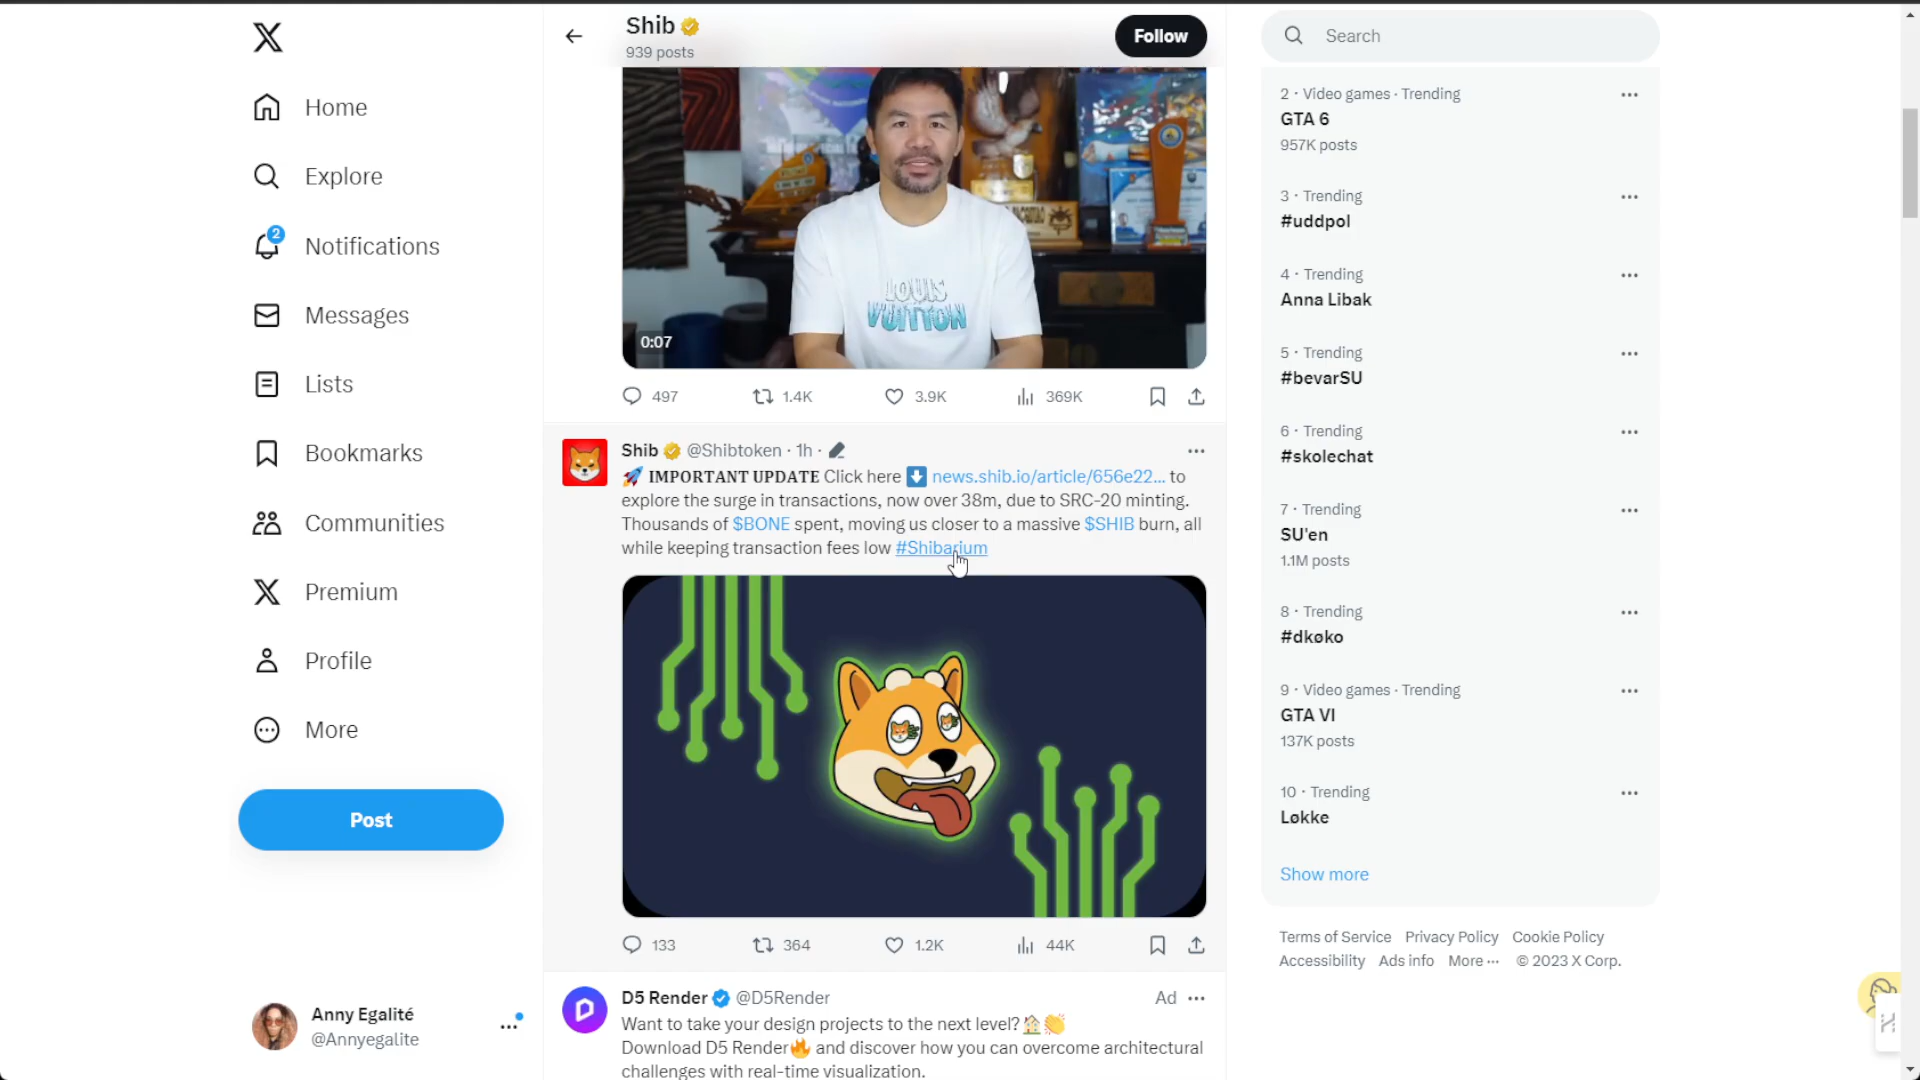 Home
Explore
2
Notifications
Messages
Lists
Bookmarks
Communities
Premium
Profile
More
Post
Anny Egalité
@Annyegalite
Shib
939 posts
Follow
LOUIS
VUITTON
0:07
497
1.4K
3.9K
369K
Shib @Shibtoken · 1h ·
🚀 IMPORTANT UPDATE Click here ⬇️ news.shib.io/article/656e22... to
explore the surge in transactions, now over 38m, due to SRC-20 minting.
Thousands of $BONE spent, moving us closer to a massive $SHIB burn, all
while keeping transaction fees low #Shibarium
133
364
1.2K
44K
D5 Render @D5Render
Ad
Want to take your design projects to the next level?🏠👏
Download D5 Render🔥 and discover how you can overcome architectural
challenges with real-time visualization.
Search
2 · Video games · Trending
GTA 6
957K posts
3 · Trending
#uddpol
4 · Trending
Anna Libak
5 · Trending
#bevarSU
6 · Trending
#skolechat
7 · Trending
SU'en
1.1M posts
8 · Trending
#dkøko
9 · Video games · Trending
GTA VI
137K posts
10 · Trending
Løkke
Show more
Terms of Service Privacy Policy Cookie Policy
Accessibility Ads info More ··· © 2023 X Corp.